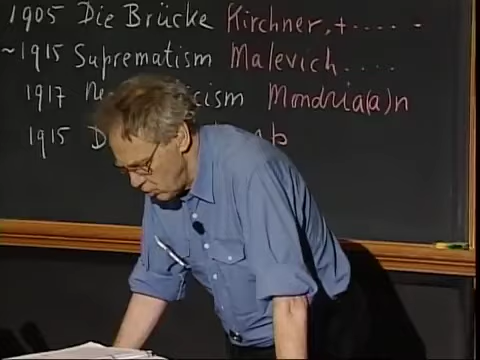 1905 Die Brücke Kirchner, + . . . .
~1915 Suprematism Malevich . . . .
1917 Mondria(a)n
1915